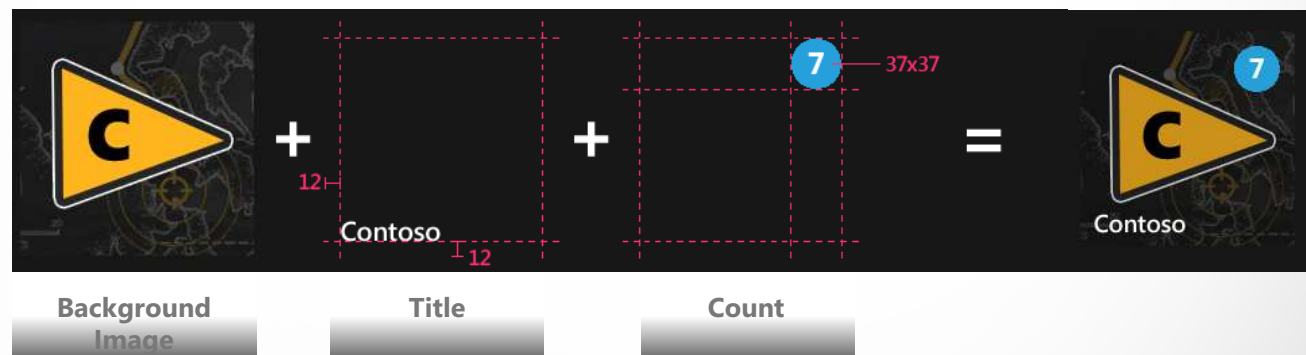 C
+
12
Contoso
12
+
7
37x37
=
C
7
Contoso
Background
Image
Title
Count